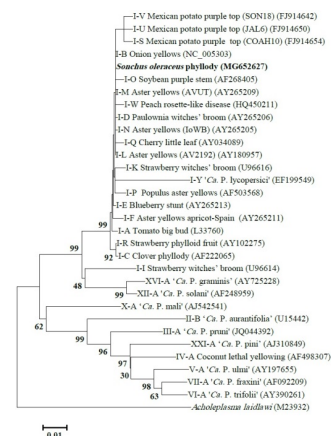 I-V Mexican potato purple top (SON18) (FJ914642)
I-U Mexican potato purple top (JAL6) (FJ914650)
I-S Mexican potato purple top (COAH10) (FJ914654)
I-B Onion yellows (NC_005303)
Sonchus oleraceus phyllody (MG652627)
I-O Soybean purple stem (AF268405)
I-M Aster yellows (AVUT) (AY265209)
I-W Peach rosette-like disease (HQ450211)
I-D Paulownia witches' broom (AY265206)
I-N Aster yellows (IoWB) (AY265205)
I-Q Cherry little leaf (AY034089)
I-L Aster yellows (AV2192) (AY180957)
I-K Strawberry witches' broom (U96616)
I-Y 'Ca. P. lycopersici' (EF199549)
I-P Populus aster yellows (AF503568)
I-E Blueberry stunt (AY265213)
I-F Aster yellows apricot-Spain (AY265211)
99
I-A Tomato big bud (L33760)
I-R Strawberry phylloid fruit (AY102275)
99
92
I-C Clover phyllody (AF222065)
I-I Strawberry witches' broom (U96614)
48
XVI-A 'Ca. P. graminis' (AY725228)
99
XII-A 'Ca. P. solani' (AF248959)
X-A 'Ca. P. mali' (AJ542541)
62
II-B 'Ca. P. aurantifolia' (U15442)
99
III-A 'Ca. P. pruni' (JQ044392)
96
XXI-A 'Ca. P. pini' (AJ310849)
97
IV-A Coconut lethal yellowing (AF498307)
30
V-A 'Ca. P. ulmi' (AY197655)
98
VII-A 'Ca. P. fraxini' (AF092209)
63
VI-A 'Ca. P. trifolii' (AY390261)
Acholeplasma laidlawi (M23932)
0.01